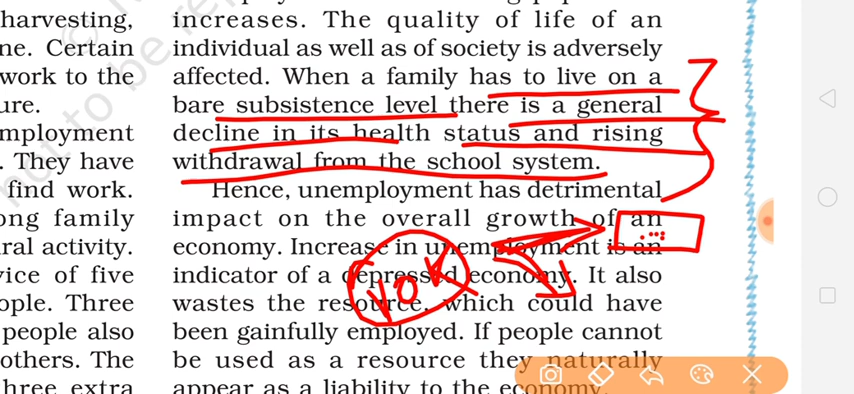 harvesting,
ne. Certain
work to the
ure.
mployment
. They have
find work.
ong family
ral activity.
vice of five
ople. Three
people also
others. The
hree extra
increases. The quality of life of an
individual as well as of society is adversely
affected. When a family has to live on a
bare subsistence level there is a general
decline in its health status and rising
withdrawal from the school system.
Hence, unemployment has detrimental
impact on the overall growth of an
economy. Increase in unemployment is an
indicator of a depressed economy. It also
wastes the resource, which could have
been gainfully employed. If people cannot
be used as a resource they naturally
appear as a liability to the economy.
not to be re